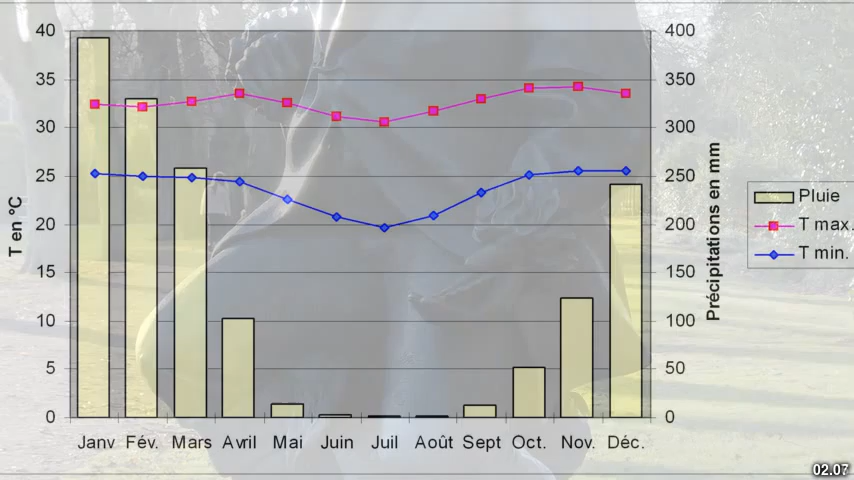 40 400
35 350
30 300
25 250
20 200
15 150
10 100
5 50
0 0
T en °C
Précipitations en mm
Janv Fév. Mars Avril Mai Juin Juil Août Sept Oct. Nov. Déc.
Pluie
T max.
T min.
02.07